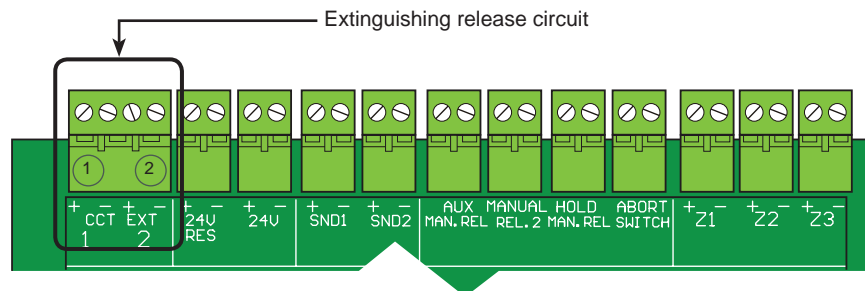 Extinguishing release circuit
1 2
+ − + − + − + − + − + − + − + − + −
CCT EXT 24V RES 24V SND1 SND2 AUX MAN.REL MANUAL REL.2 HOLD MAN.REL ABORT SWITCH Z1 Z2 Z3
1 2